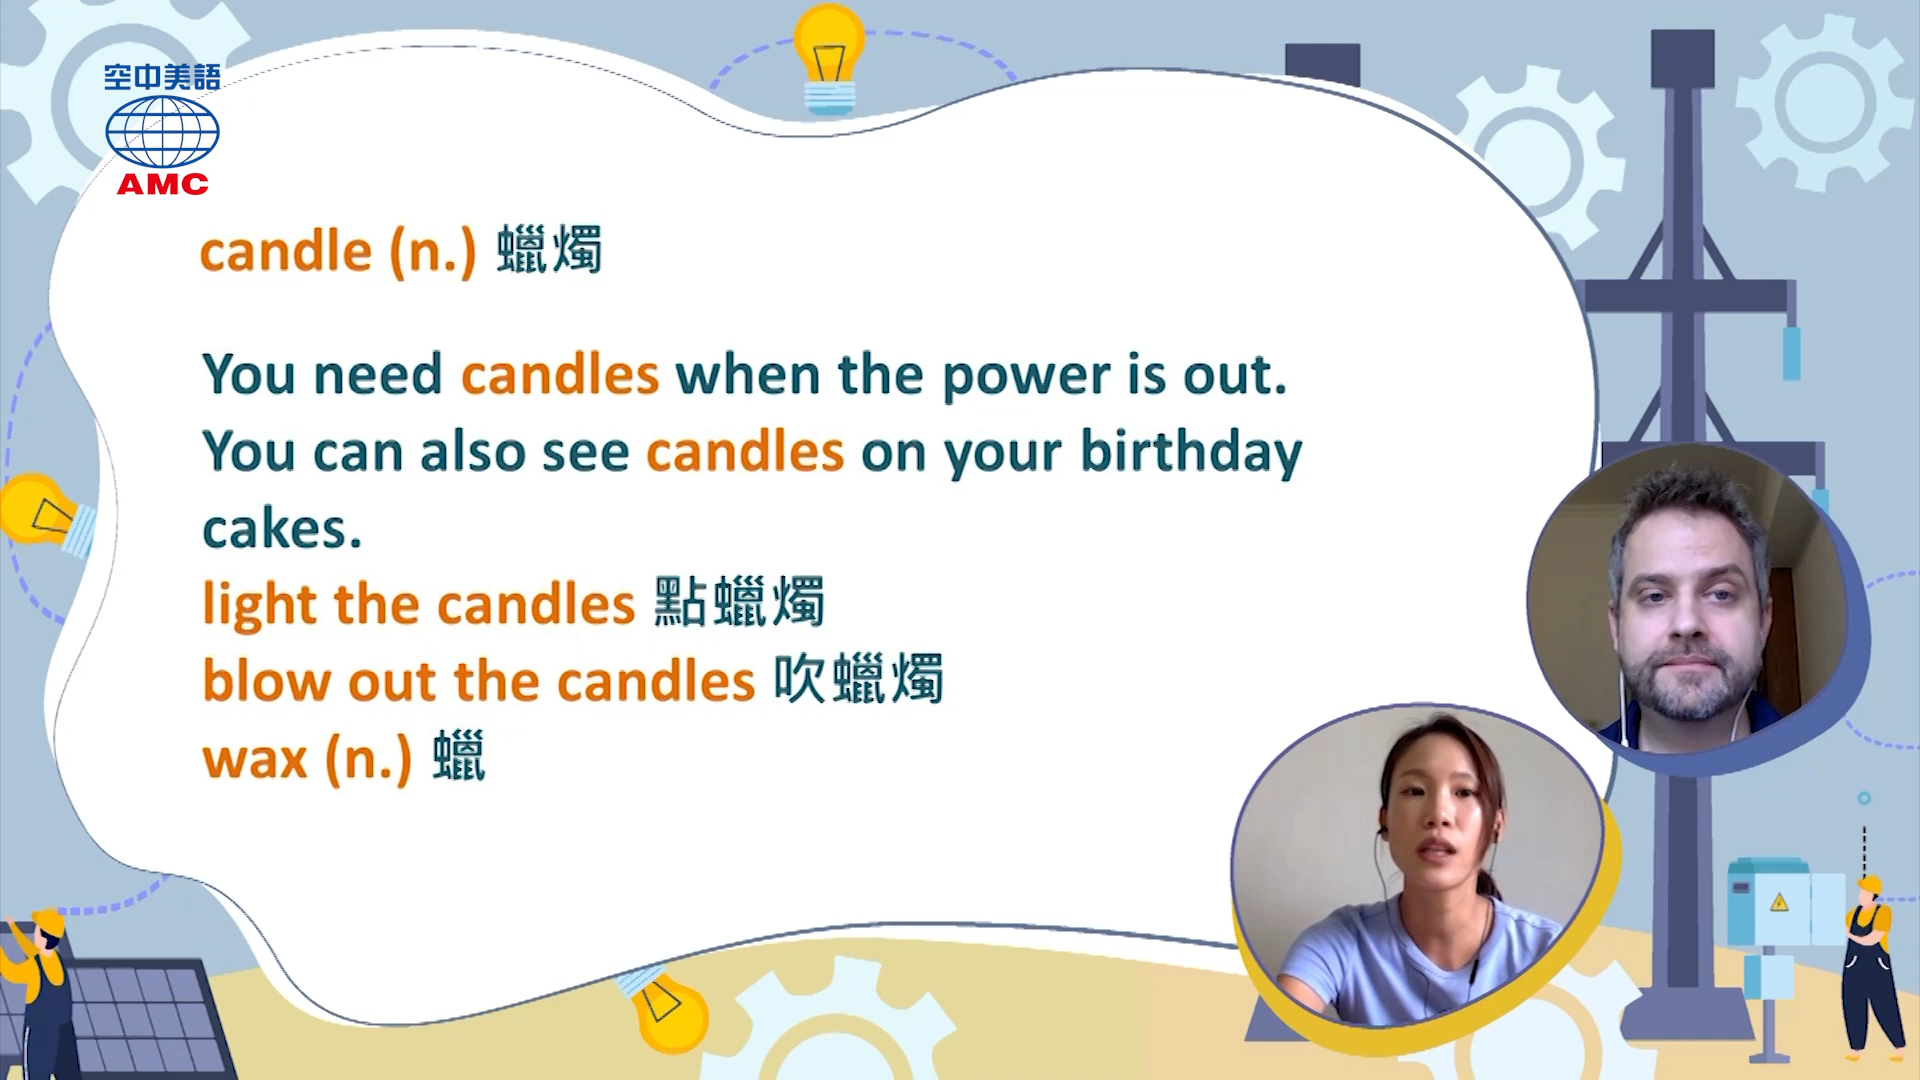 空中美語
AMC
candle (n.) 蠟燭
You need candles when the power is out.
You can also see candles on your birthday
cakes.
light the candles 點蠟燭
blow out the candles 吹蠟燭
wax (n.) 蠟